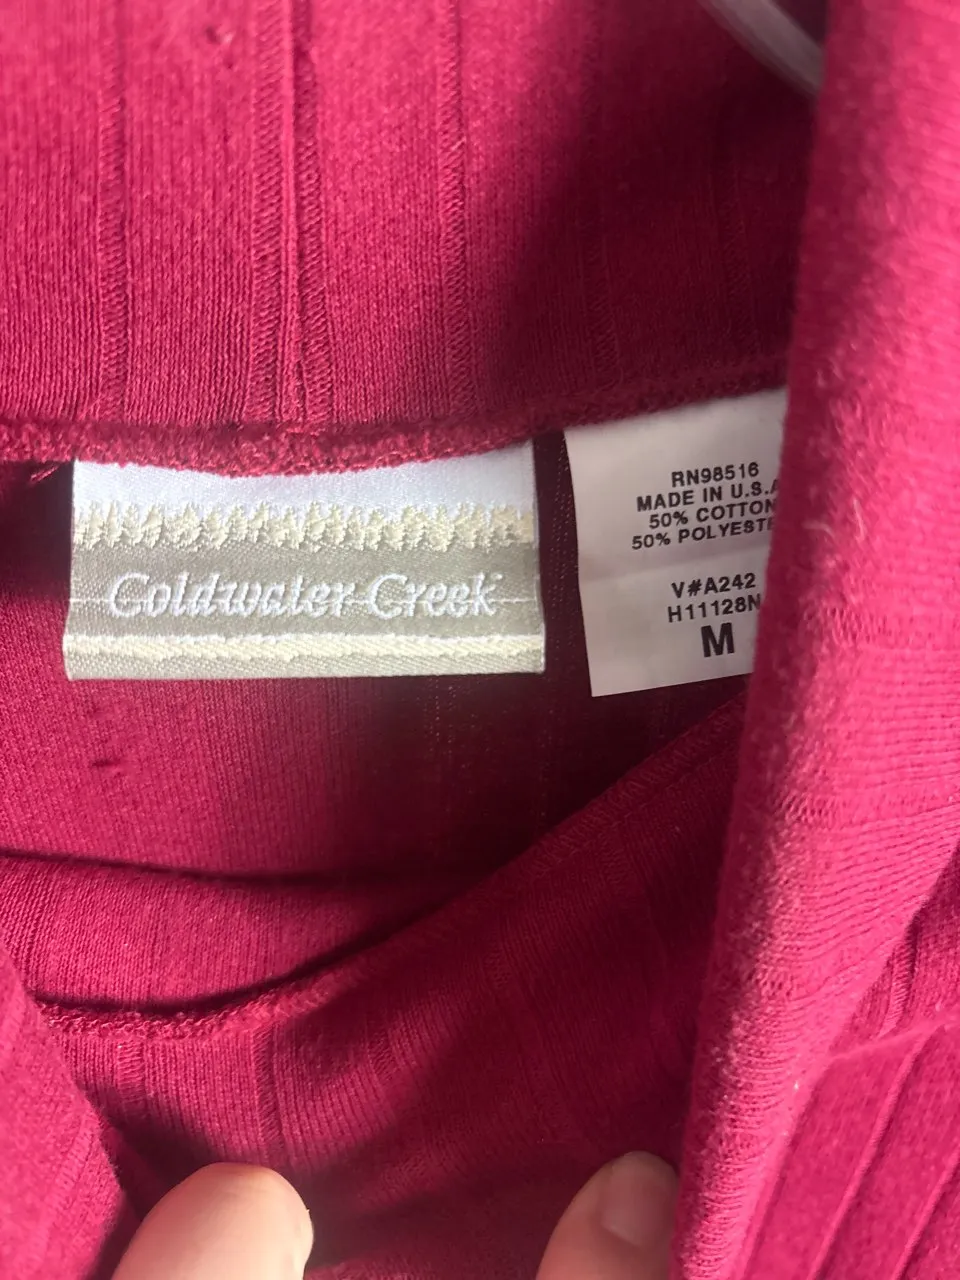 Coldwater Creek
RN98516
MADE IN U.S.A
50% COTTON
50% POLYESTE
V#A242
H11128N
M